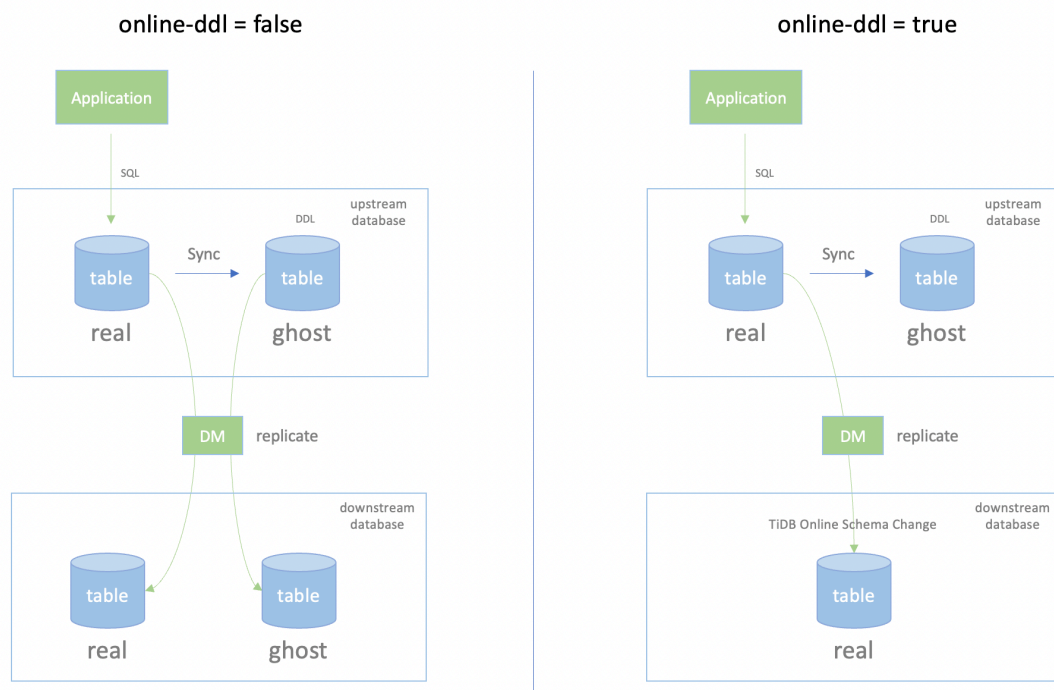 online-ddl = false
Application
SQL
upstream
database
DDL
table
Sync
table
real
ghost
DM
replicate
downstream
database
table
table
real
ghost
online-ddl = true
Application
SQL
upstream
database
DDL
table
Sync
table
real
ghost
DM
replicate
downstream
database
TiDB Online Schema Change
table
real